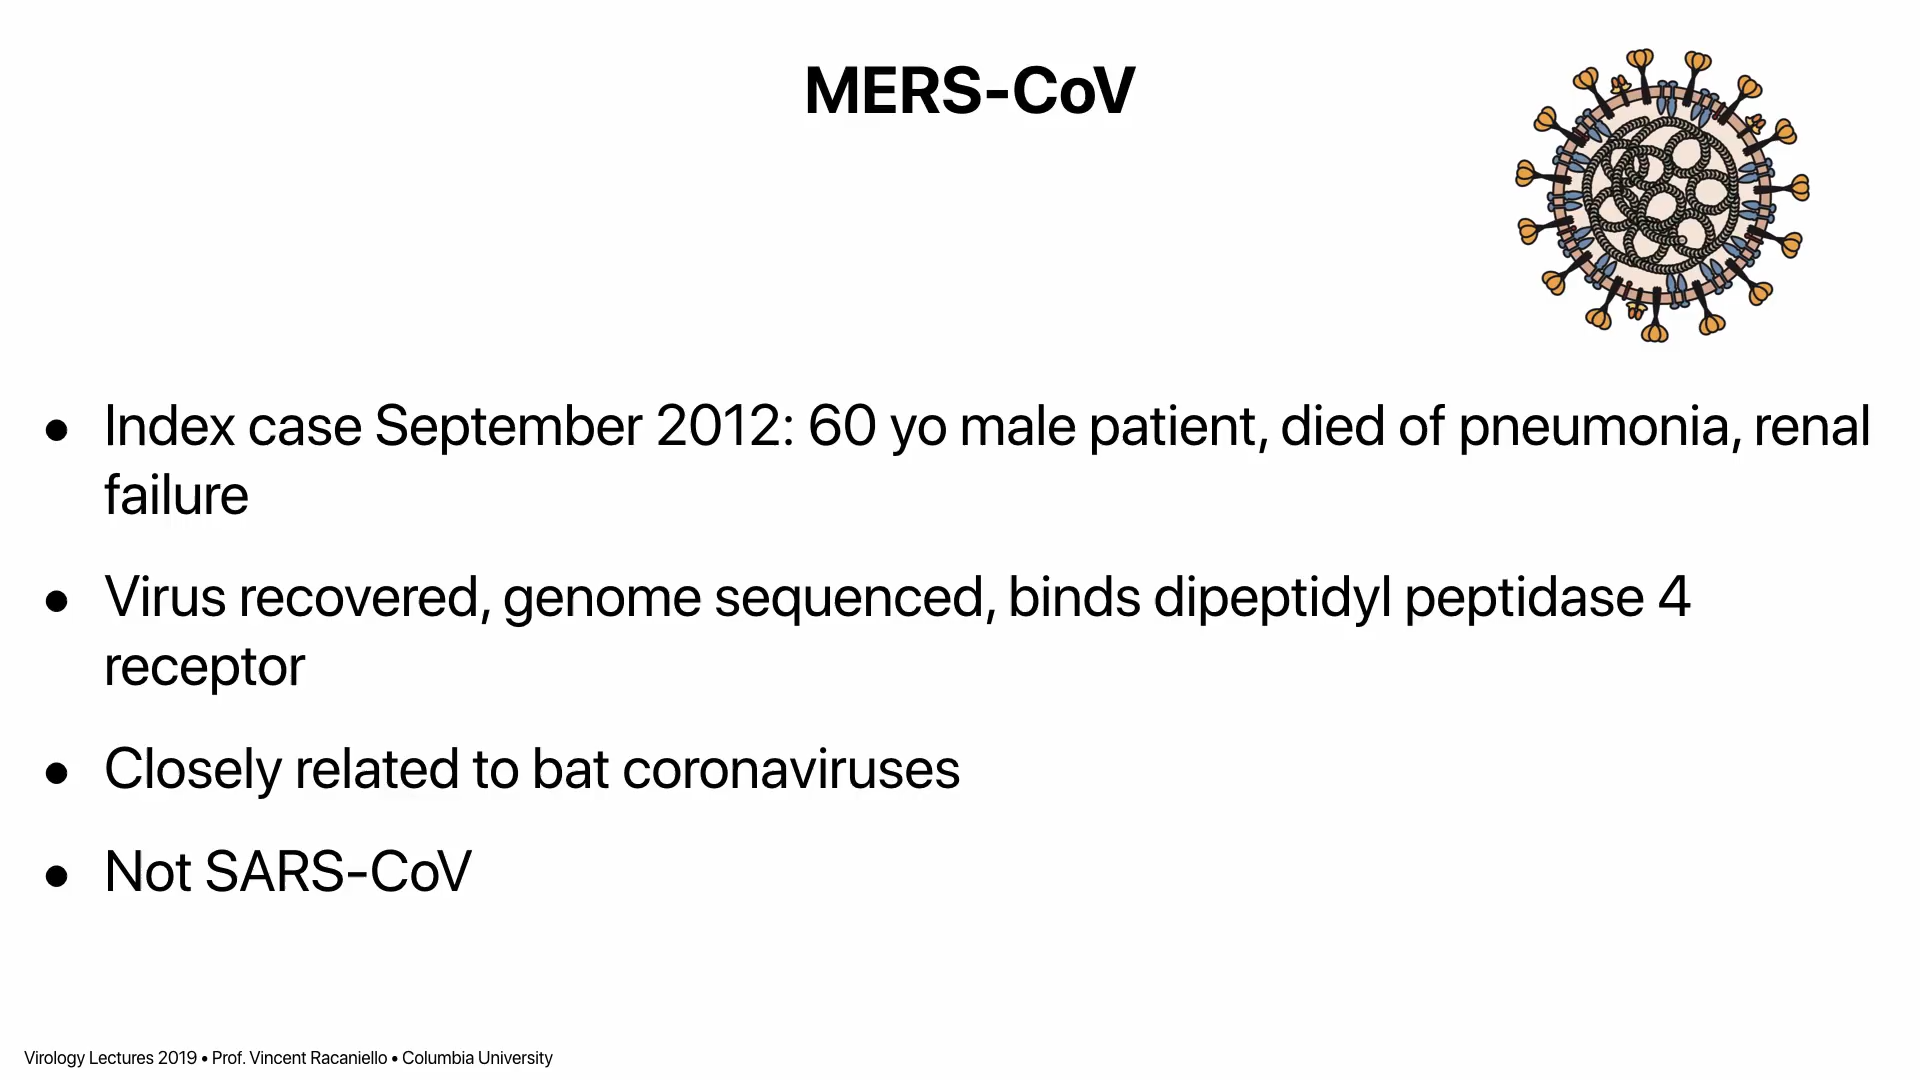 MERS-CoV
• Index case September 2012: 60 yo male patient, died of pneumonia, renal
failure
• Virus recovered, genome sequenced, binds dipeptidyl peptidase 4
receptor
• Closely related to bat coronaviruses
• Not SARS-CoV
Virology Lectures 2019 • Prof. Vincent Racaniello • Columbia University